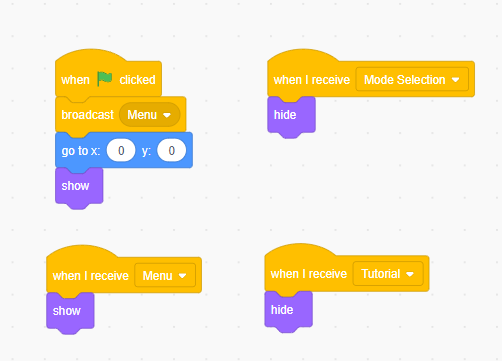 when clicked
broadcast Menu
go to x: 0 y: 0
show
when I receive Mode Selection
hide
when I receive Menu
show
when I receive Tutorial
hide